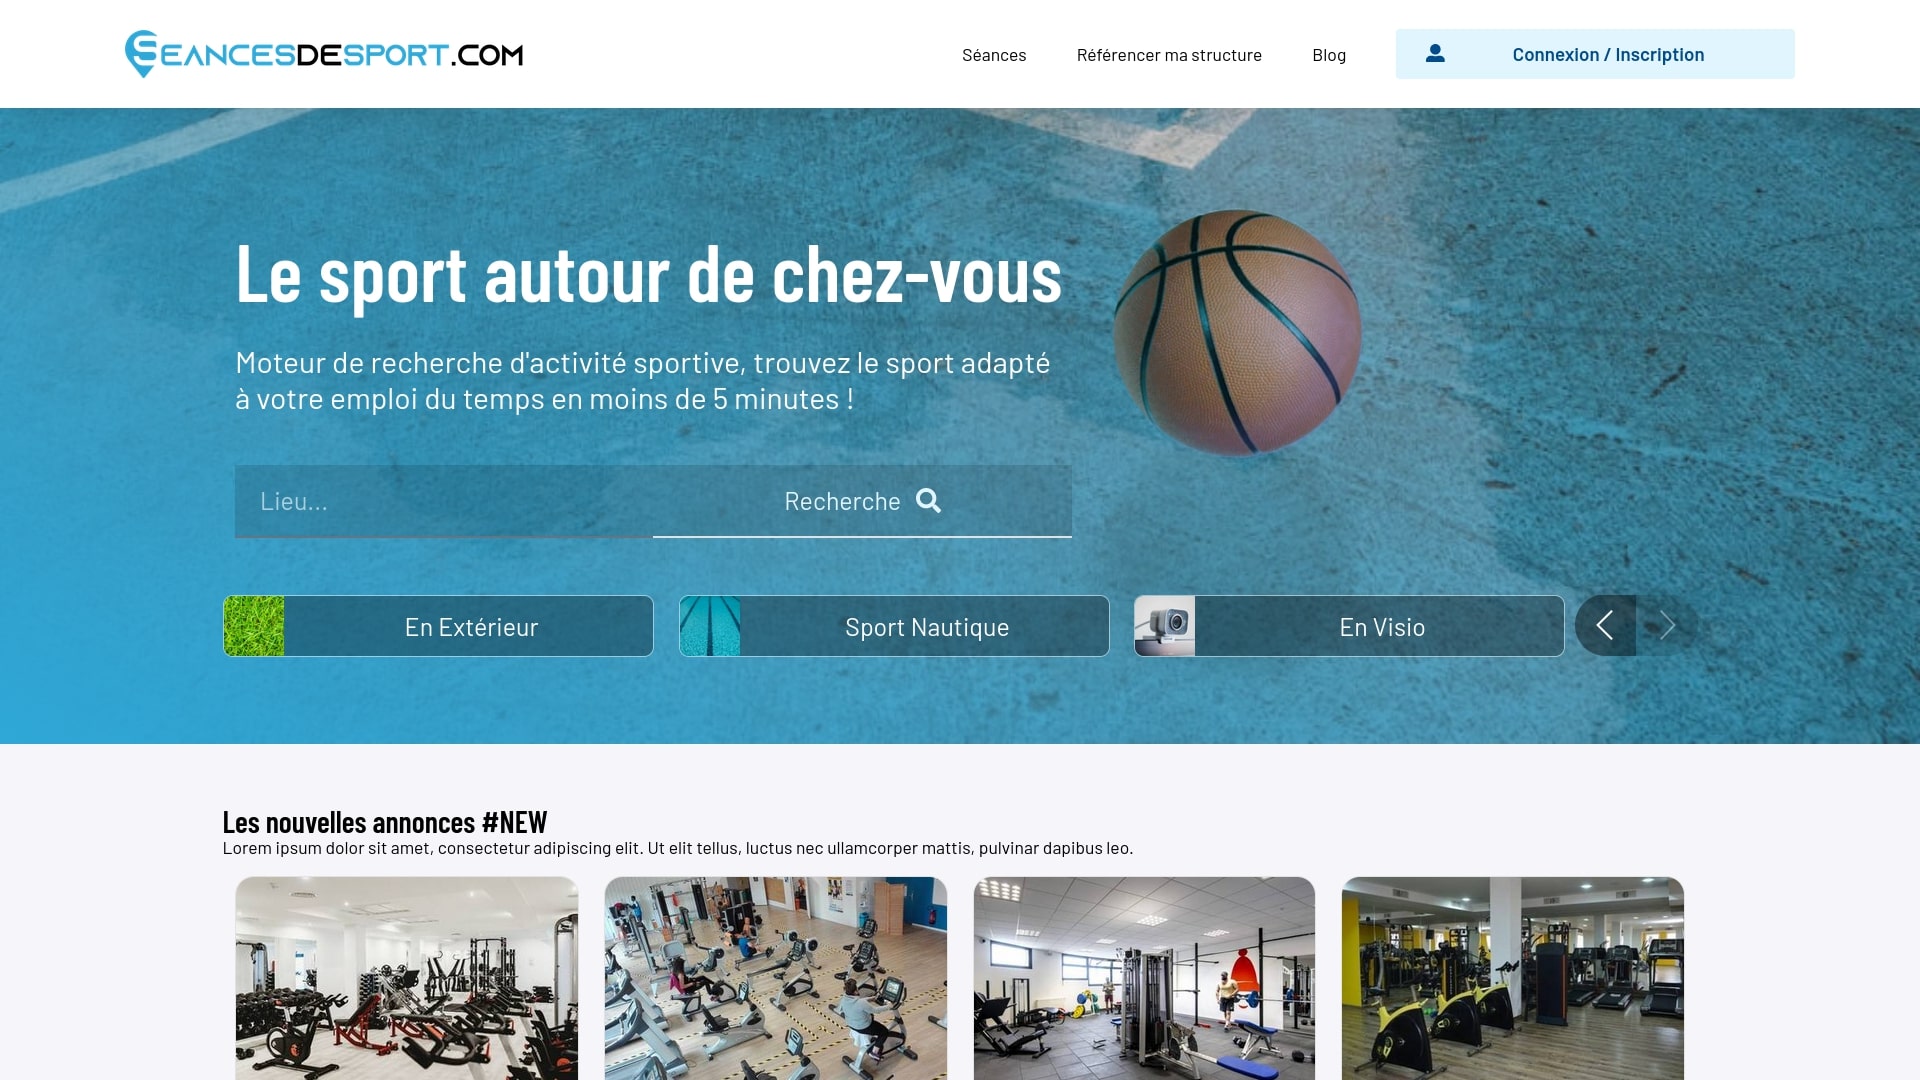 SEANCESDESPORT.COM
Séances
Référencer ma structure
Blog
Connexion / Inscription
Le sport autour de chez-vous
Moteur de recherche d'activité sportive, trouvez le sport adapté
à votre emploi du temps en moins de 5 minutes !
Lieu...
Recherche
En Extérieur
Sport Nautique
En Visio
Les nouvelles annonces #NEW
Lorem ipsum dolor sit amet, consectetur adipiscing elit. Ut elit tellus, luctus nec ullamcorper mattis, pulvinar dapibus leo.